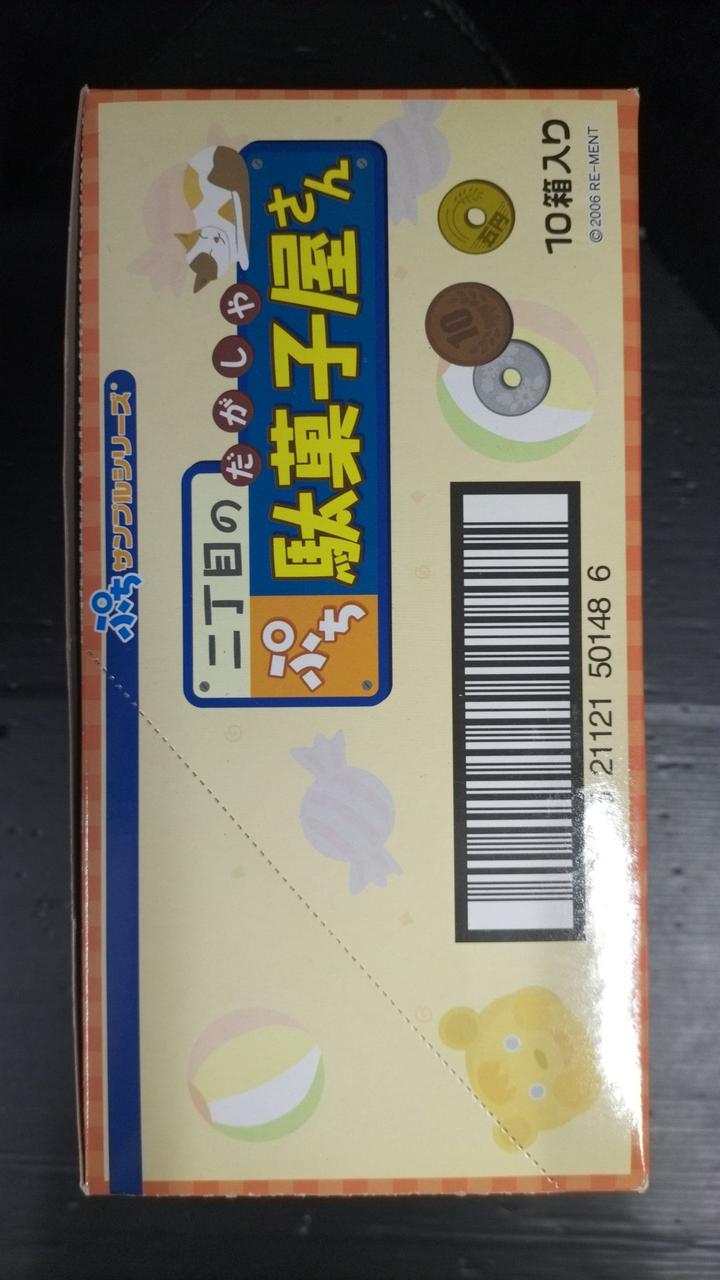 ぷちサンプルシリーズ®
二丁目の
だがしや
ぷち駄菓子屋さん
五円
10
10箱入り
© 2006 RE-MENT
21121 50148 6